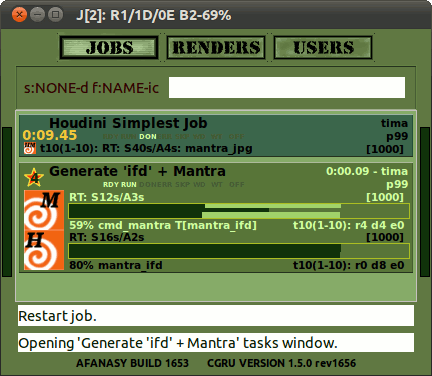 J[2]: R1/1D/0E B2-69%
JOBS RENDERS USERS
s:NONE-d f:NAME-ic
Houdini Simplest Job tima
0:09.45 DON p99
t10(1-10): RT: S40s/A4s: mantra_jpg [1000]
4 Generate 'ifd' + Mantra 0:00.09 - tima
RDY RUN p99
M RT: S12s/A3s [1000]
59% cmd_mantra T[mantra_ifd] t10(1-10): r4 d4 e0
H RT: S16s/A2s [1000]
80% mantra_ifd t10(1-10): r0 d8 e0
Restart job.
Opening 'Generate 'ifd' + Mantra' tasks window.
AFANASY BUILD 1653 CGRU VERSION 1.5.0 rev1656